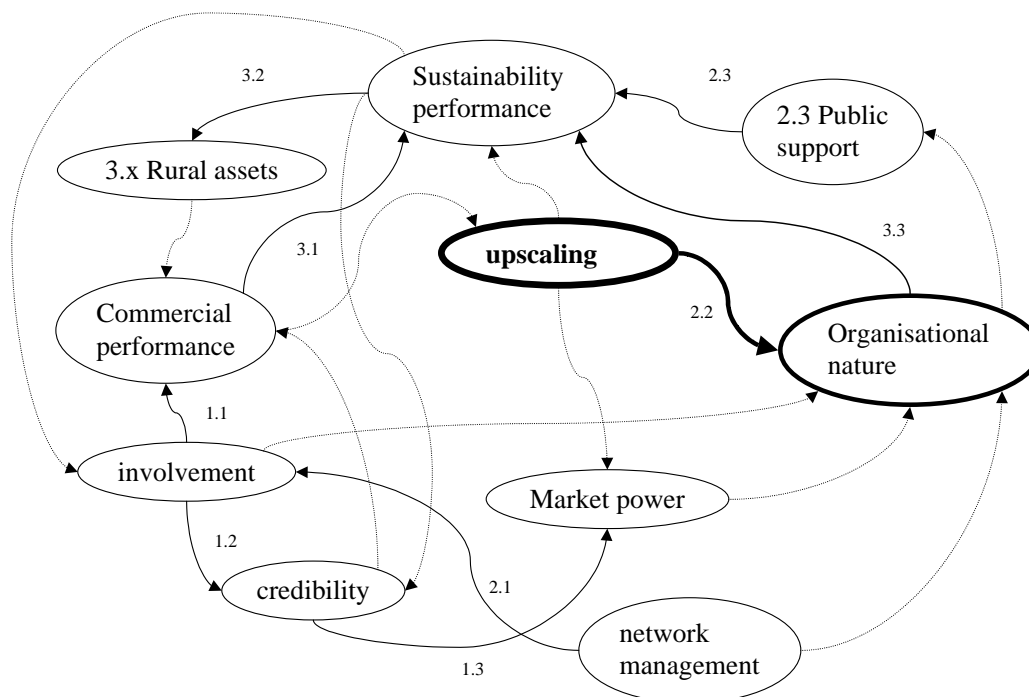 3.2
Sustainability
performance
2.3
2.3 Public
support
3.x Rural assets
3.1
upscaling
3.3
2.2
Commercial
performance
Organisational
nature
1.1
involvement
Market power
1.2
credibility
2.1
network
management
1.3